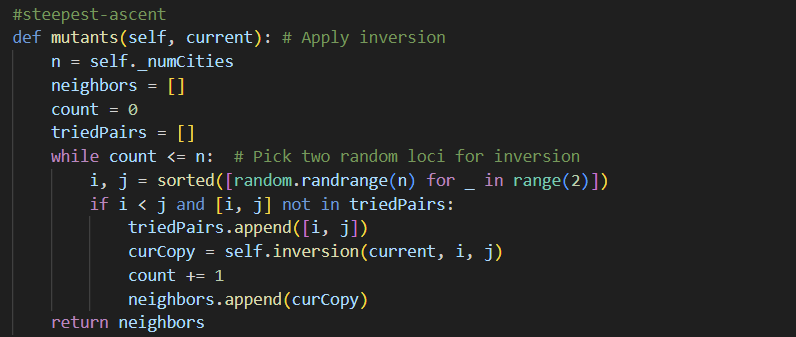 #steepest-ascent
def mutants(self, current): # Apply inversion
    n = self._numCities
    neighbors = []
    count = 0
    triedPairs = []
    while count <= n:  # Pick two random loci for inversion
        i, j = sorted([random.randrange(n) for _ in range(2)])
        if i < j and [i, j] not in triedPairs:
            triedPairs.append([i, j])
            curCopy = self.inversion(current, i, j)
            count += 1
            neighbors.append(curCopy)
    return neighbors